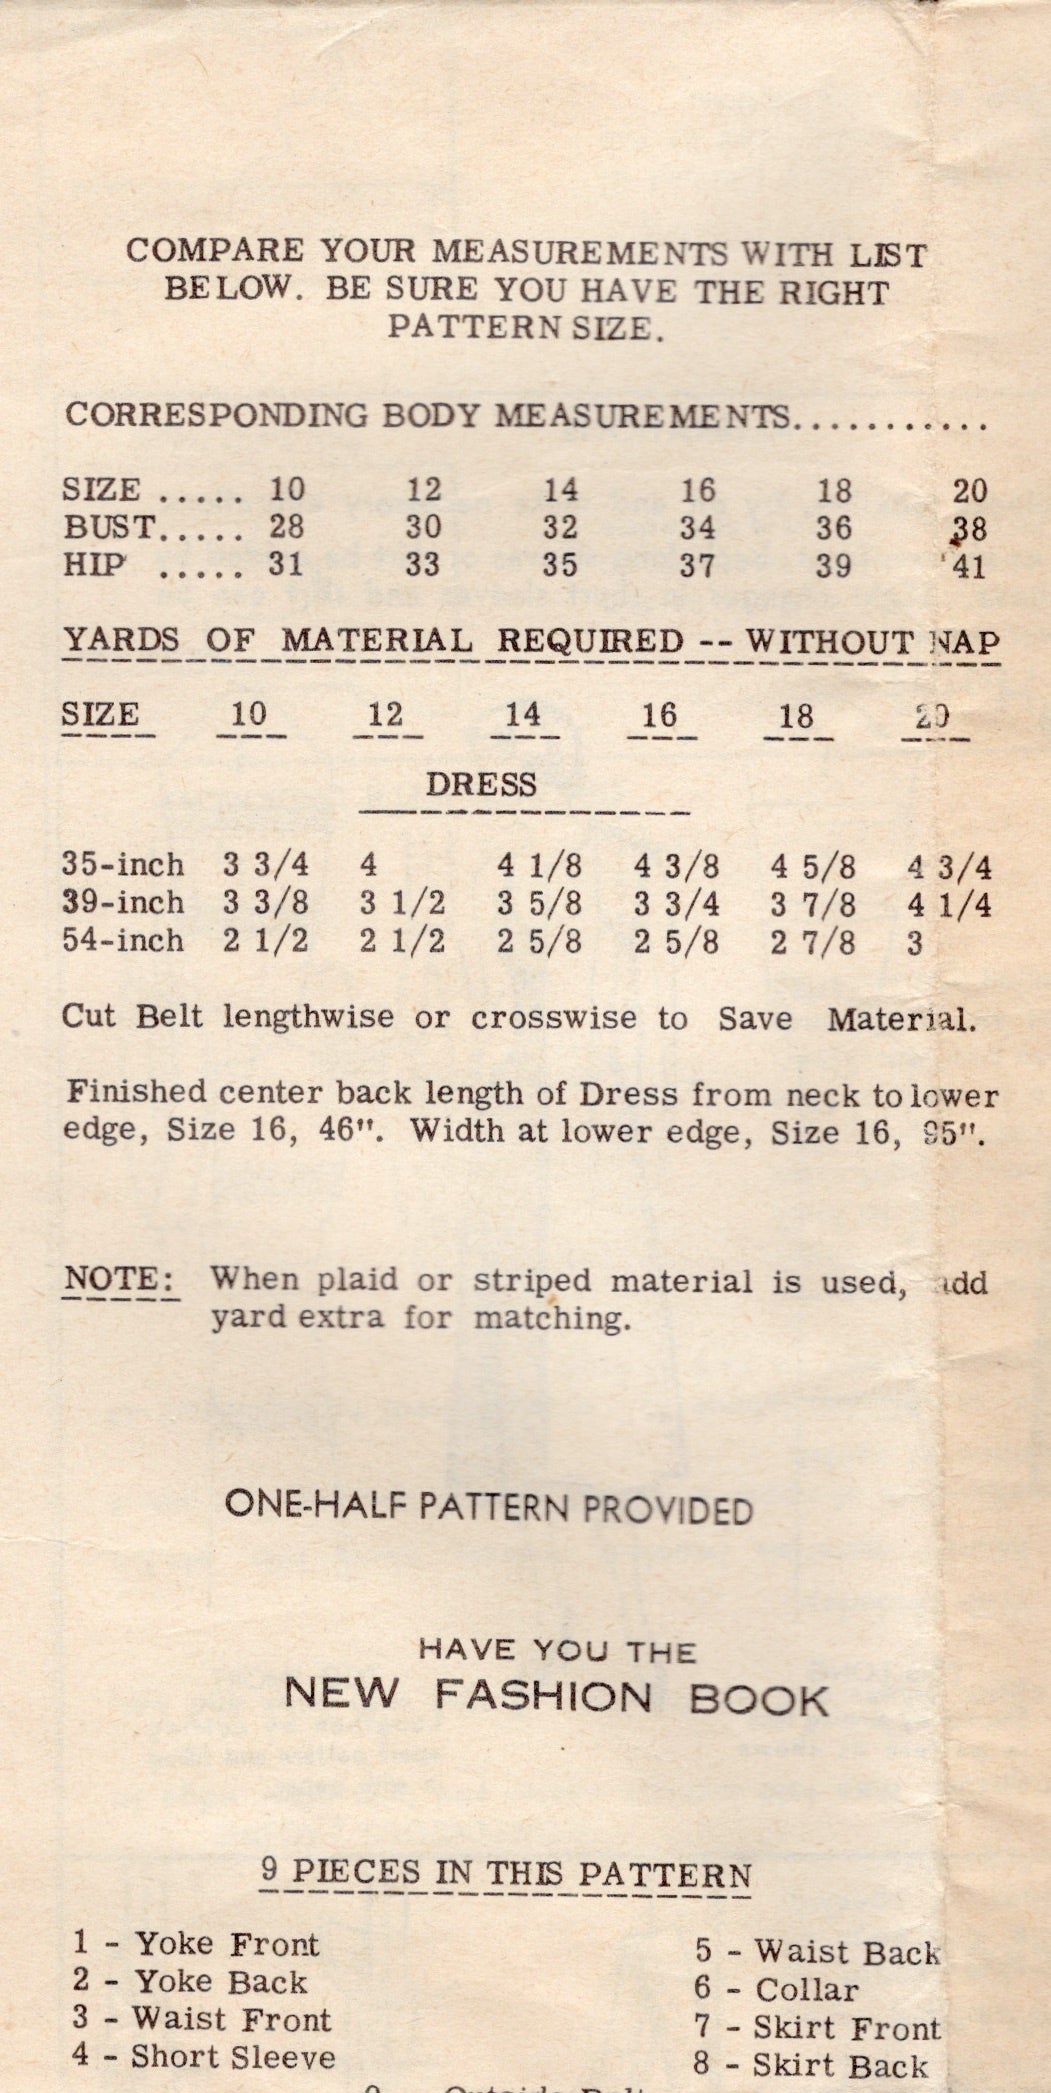 COMPARE YOUR MEASUREMENTS WITH LIST
BELOW. BE SURE YOU HAVE THE RIGHT
PATTERN SIZE.
CORRESPONDING BODY MEASUREMENTS...........
SIZE ..... 10 12 14 16 18 20
BUST..... 28 30 32 34 36 38
HIP ..... 31 33 35 37 39 41
YARDS OF MATERIAL REQUIRED -- WITHOUT NAP
SIZE 10 12 14 16 18 20
DRESS
35-inch 3 3/4 4 4 1/8 4 3/8 4 5/8 4 3/4
39-inch 3 3/8 3 1/2 3 5/8 3 3/4 3 7/8 4 1/4
54-inch 2 1/2 2 1/2 2 5/8 2 5/8 2 7/8 3
Cut Belt lengthwise or crosswise to Save Material.
Finished center back length of Dress from neck to lower
edge, Size 16, 46". Width at lower edge, Size 16, 95".
NOTE: When plaid or striped material is used, add
yard extra for matching.
ONE-HALF PATTERN PROVIDED
HAVE YOU THE
NEW FASHION BOOK
9 PIECES IN THIS PATTERN
1 - Yoke Front 5 - Waist Back
2 - Yoke Back 6 - Collar
3 - Waist Front 7 - Skirt Front
4 - Short Sleeve 8 - Skirt Back
9 - Outside Belt